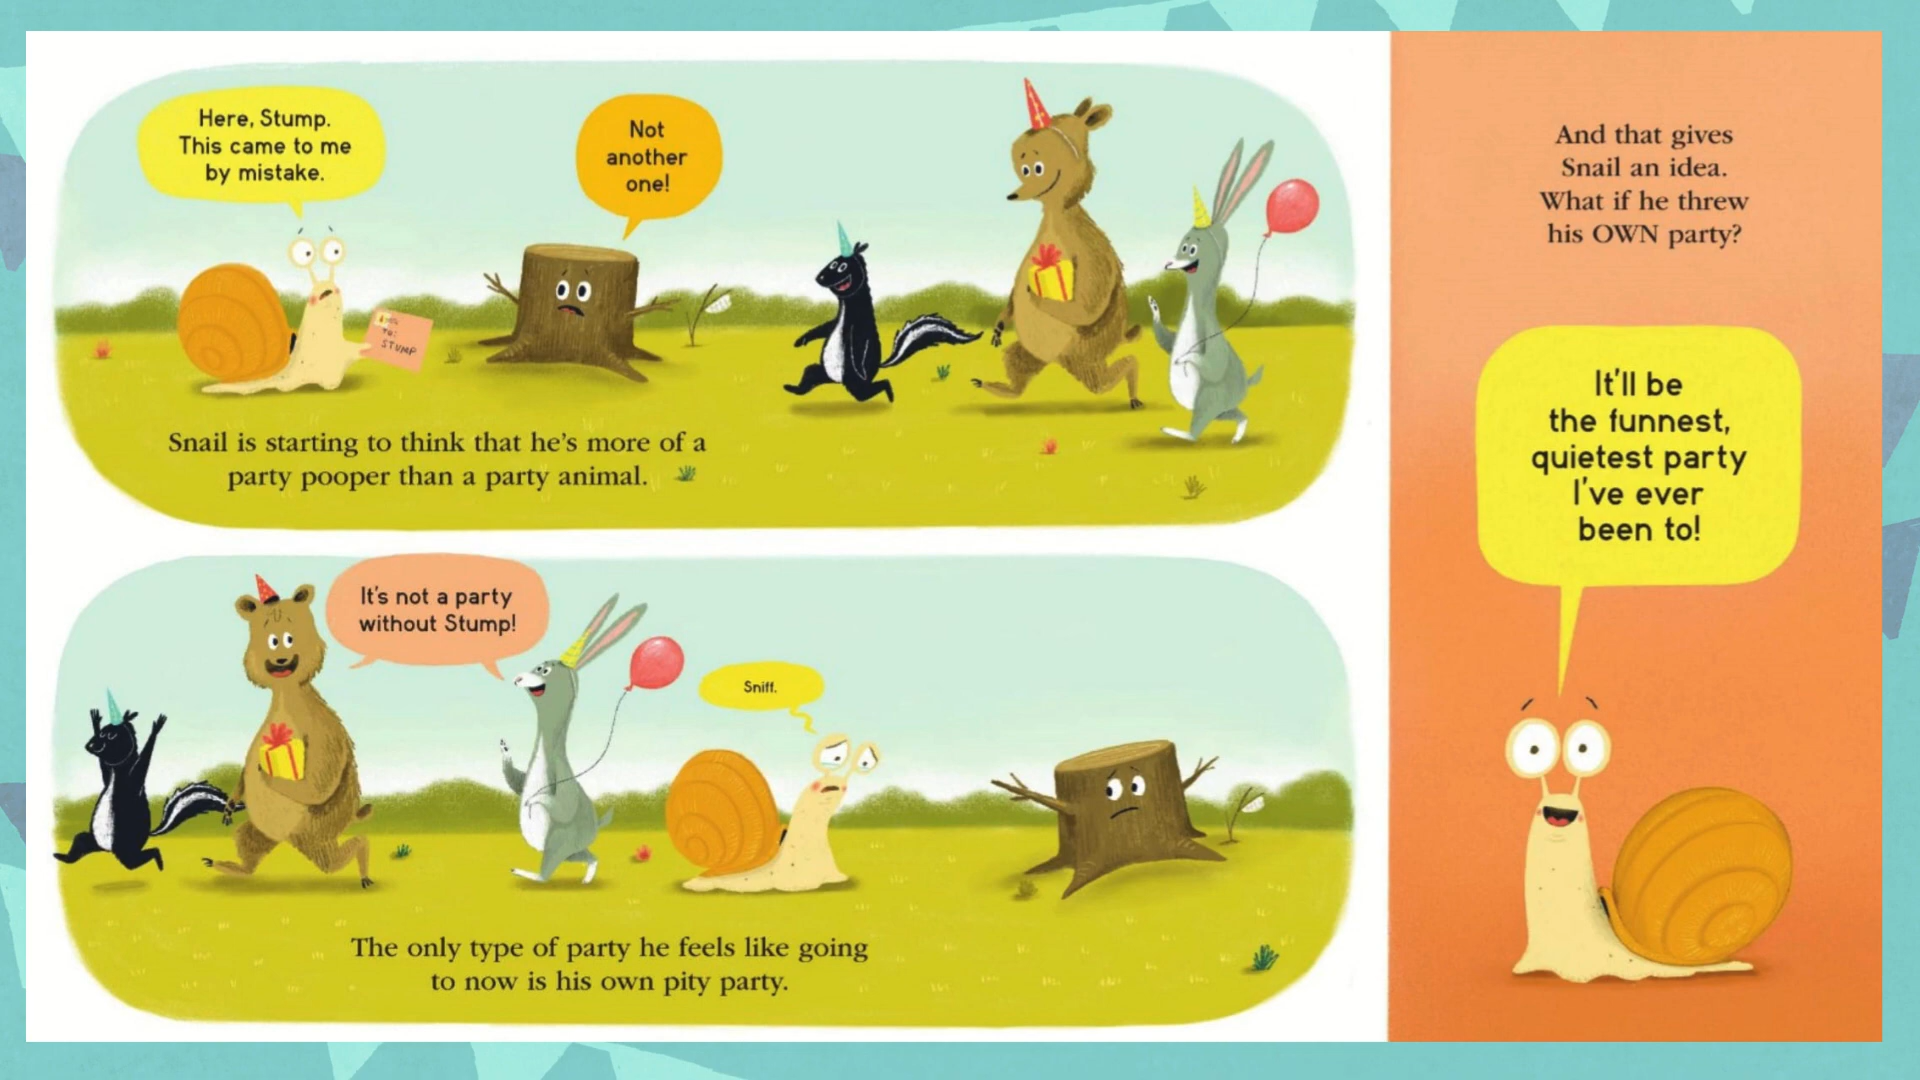 Here, Stump.
This came to me
by mistake.
Not
another
one!
TO:
STUMP
Snail is starting to think that he's more of a
party pooper than a party animal.
It's not a party
without Stump!
Sniff.
The only type of party he feels like going
to now is his own pity party.
And that gives
Snail an idea.
What if he threw
his OWN party?
It'll be
the funnest,
quietest party
I've ever
been to!